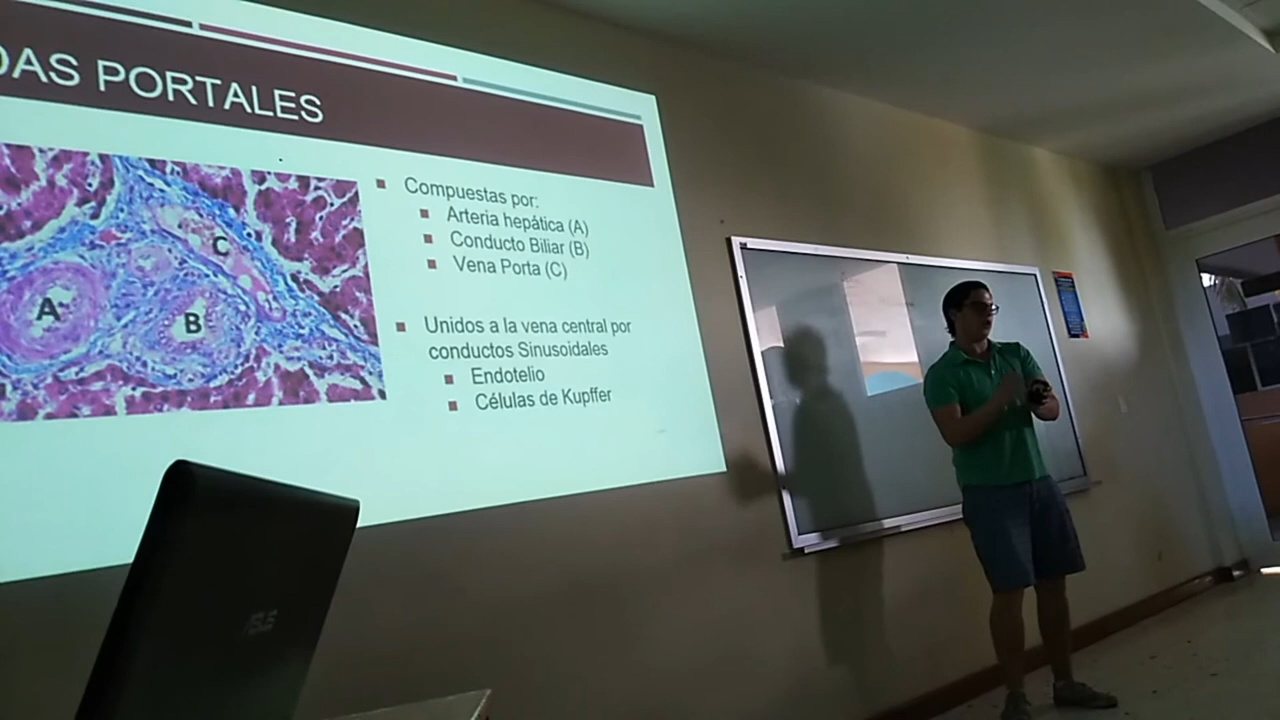 DAS PORTALES
Compuestas por:
Arteria hepática (A)
Conducto Biliar (B)
Vena Porta (C)
Unidos a la vena central por
conductos Sinusoidales
Endotelio
Células de Kupffer
A
B
C